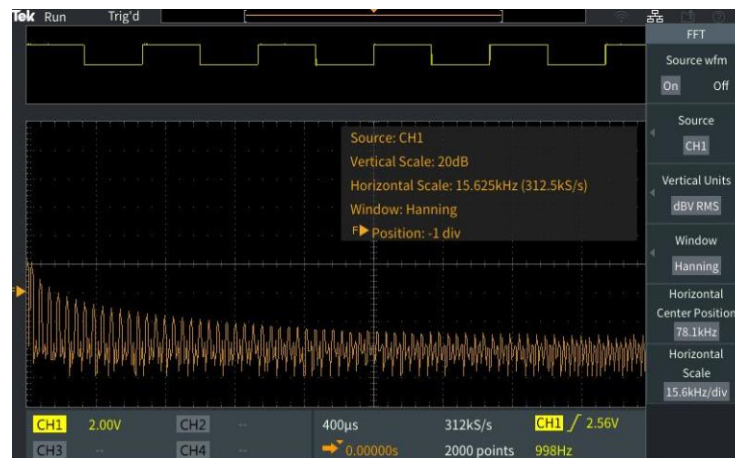 Tek Run Trig'd
FFT
Source wfm
On Off
Source
CH1
Vertical Units
dBV RMS
Window
Hanning
Horizontal
Center Position
78.1kHz
Horizontal
Scale
15.6kHz/div
Source: CH1
Vertical Scale: 20dB
Horizontal Scale: 15.625kHz (312.5kS/s)
Window: Hanning
F Position: -1 div
CH1 2.00V CH2 -- 400µs 312kS/s CH1 2.56V
CH3 -- CH4 -- 0.00000s 2000 points 998Hz